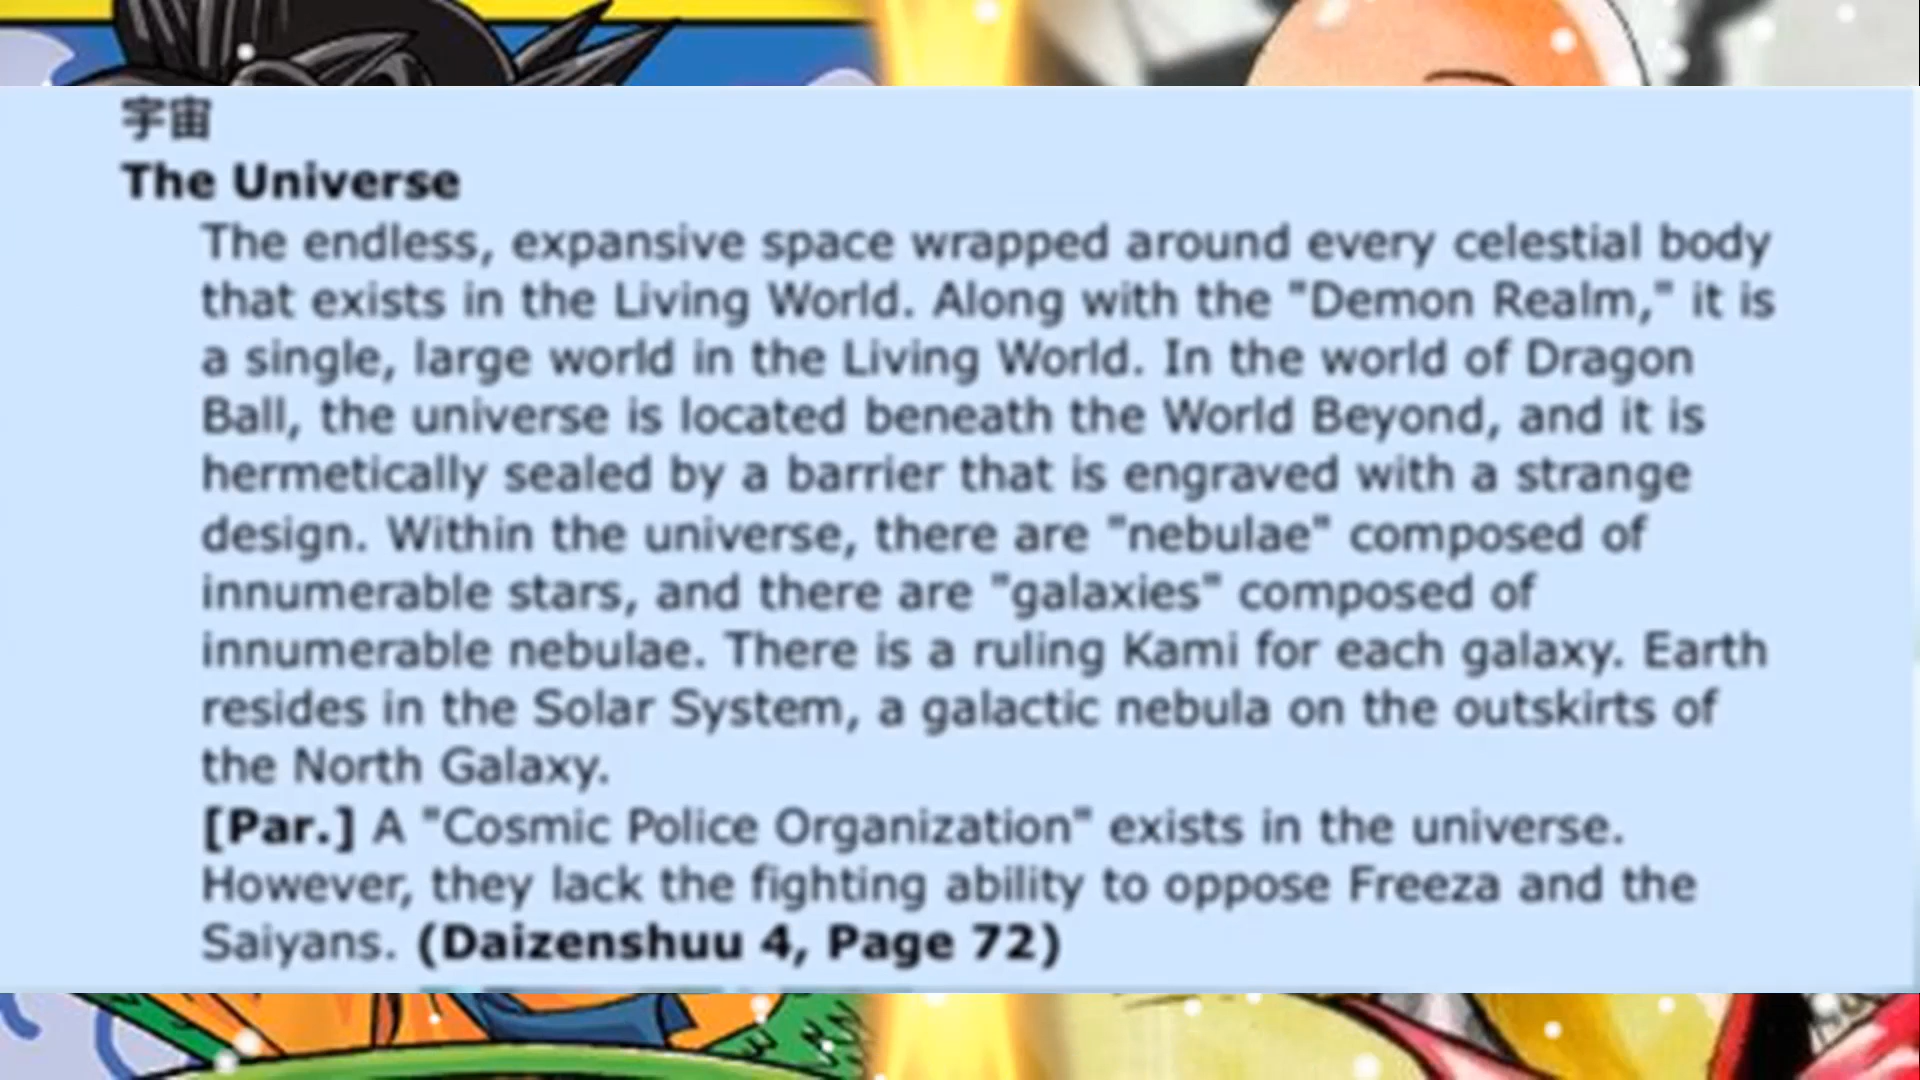 宇宙
The Universe
The endless, expansive space wrapped around every celestial body
that exists in the Living World. Along with the "Demon Realm," it is
a single, large world in the Living World. In the world of Dragon
Ball, the universe is located beneath the World Beyond, and it is
hermetically sealed by a barrier that is engraved with a strange
design. Within the universe, there are "nebulae" composed of
innumerable stars, and there are "galaxies" composed of
innumerable nebulae. There is a ruling Kami for each galaxy. Earth
resides in the Solar System, a galactic nebula on the outskirts of
the North Galaxy.
[Par.] A "Cosmic Police Organization" exists in the universe.
However, they lack the fighting ability to oppose Freeza and the
Saiyans. (Daizenshuu 4, Page 72)